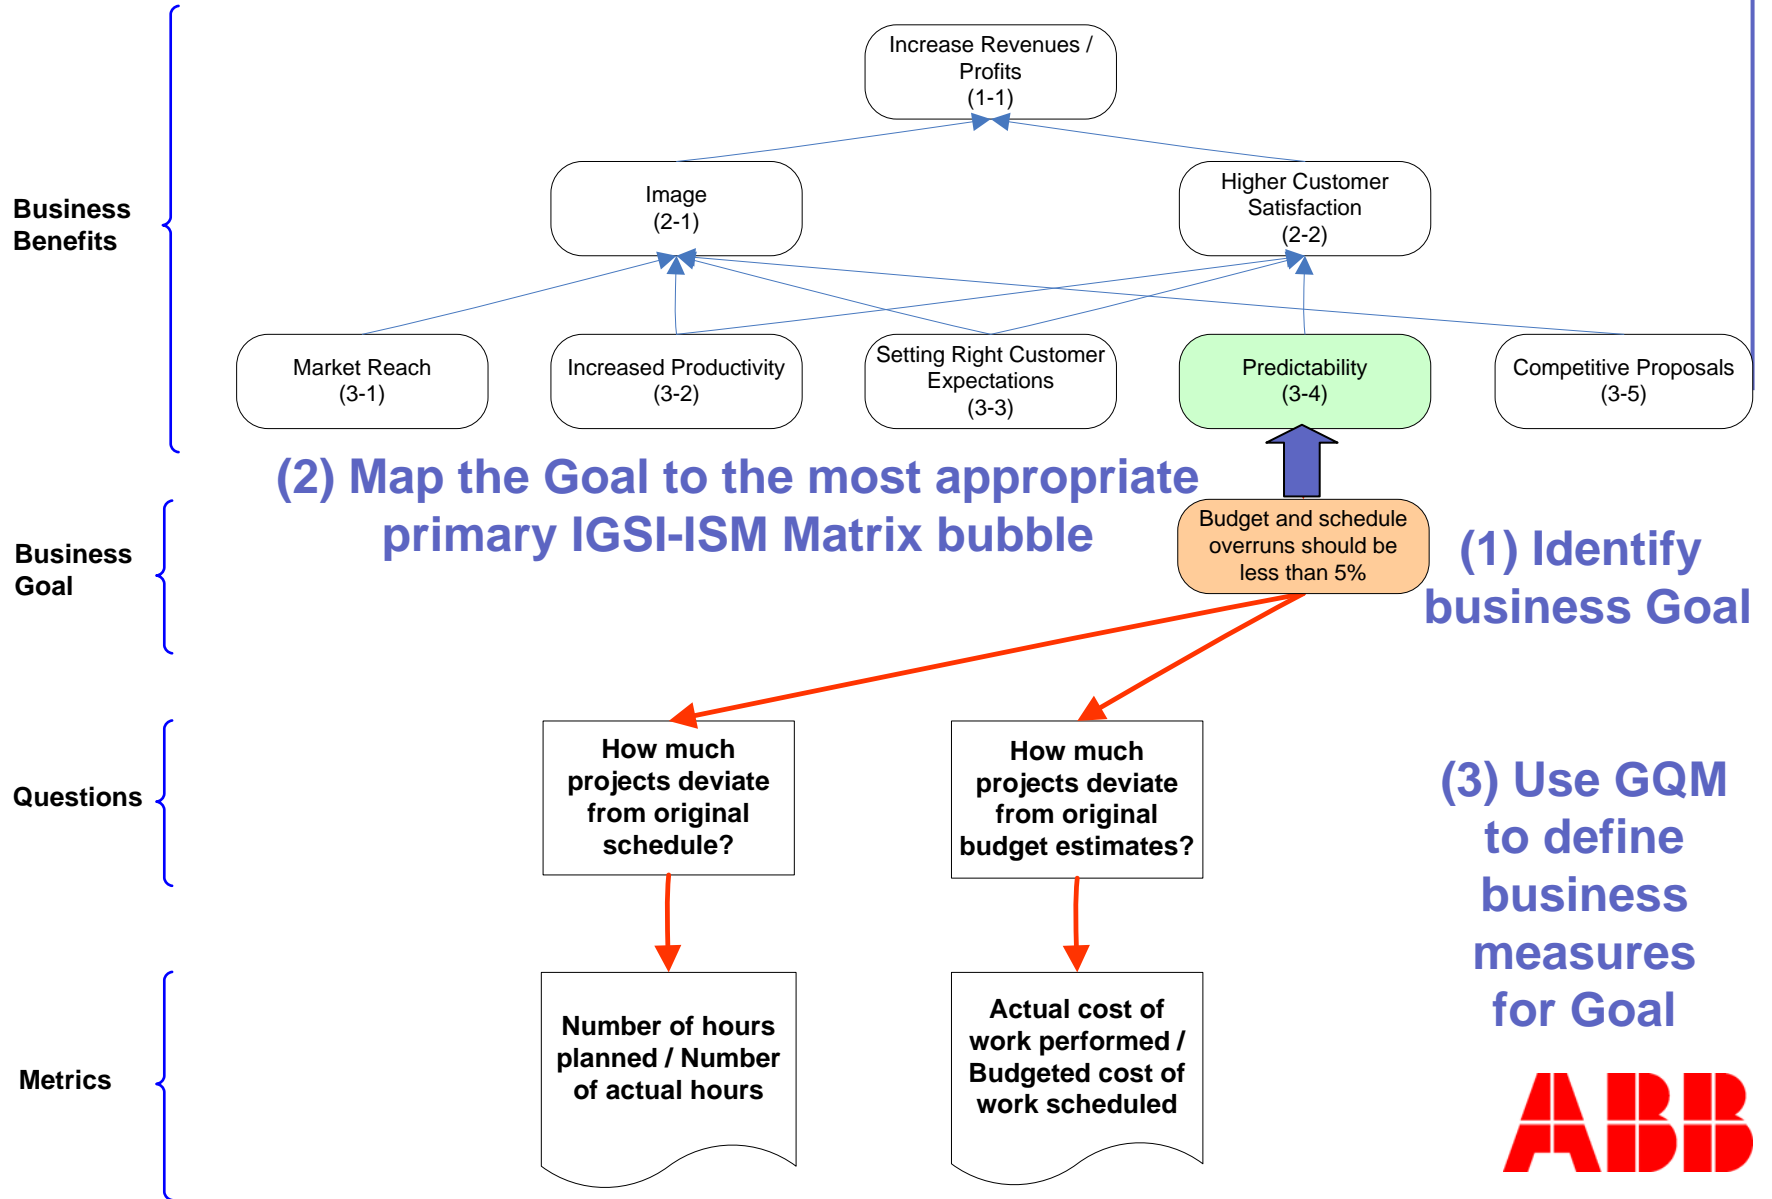 Increase Revenues /
Profits
(1-1)
Business
Benefits
Image
(2-1)
Higher Customer
Satisfaction
(2-2)
Market Reach
(3-1)
Increased Productivity
(3-2)
Setting Right Customer
Expectations
(3-3)
Predictability
(3-4)
Competitive Proposals
(3-5)
(2) Map the Goal to the most appropriate
primary IGSI-ISM Matrix bubble
Business
Goal
Budget and schedule
overruns should be
less than 5%
(1) Identify
business Goal
Questions
How much
projects deviate
from original
schedule?
How much
projects deviate
from original
budget estimates?
(3) Use GQM
to define
business
measures
for Goal
Metrics
Number of hours
planned / Number
of actual hours
Actual cost of
work performed /
Budgeted cost of
work scheduled
ABB